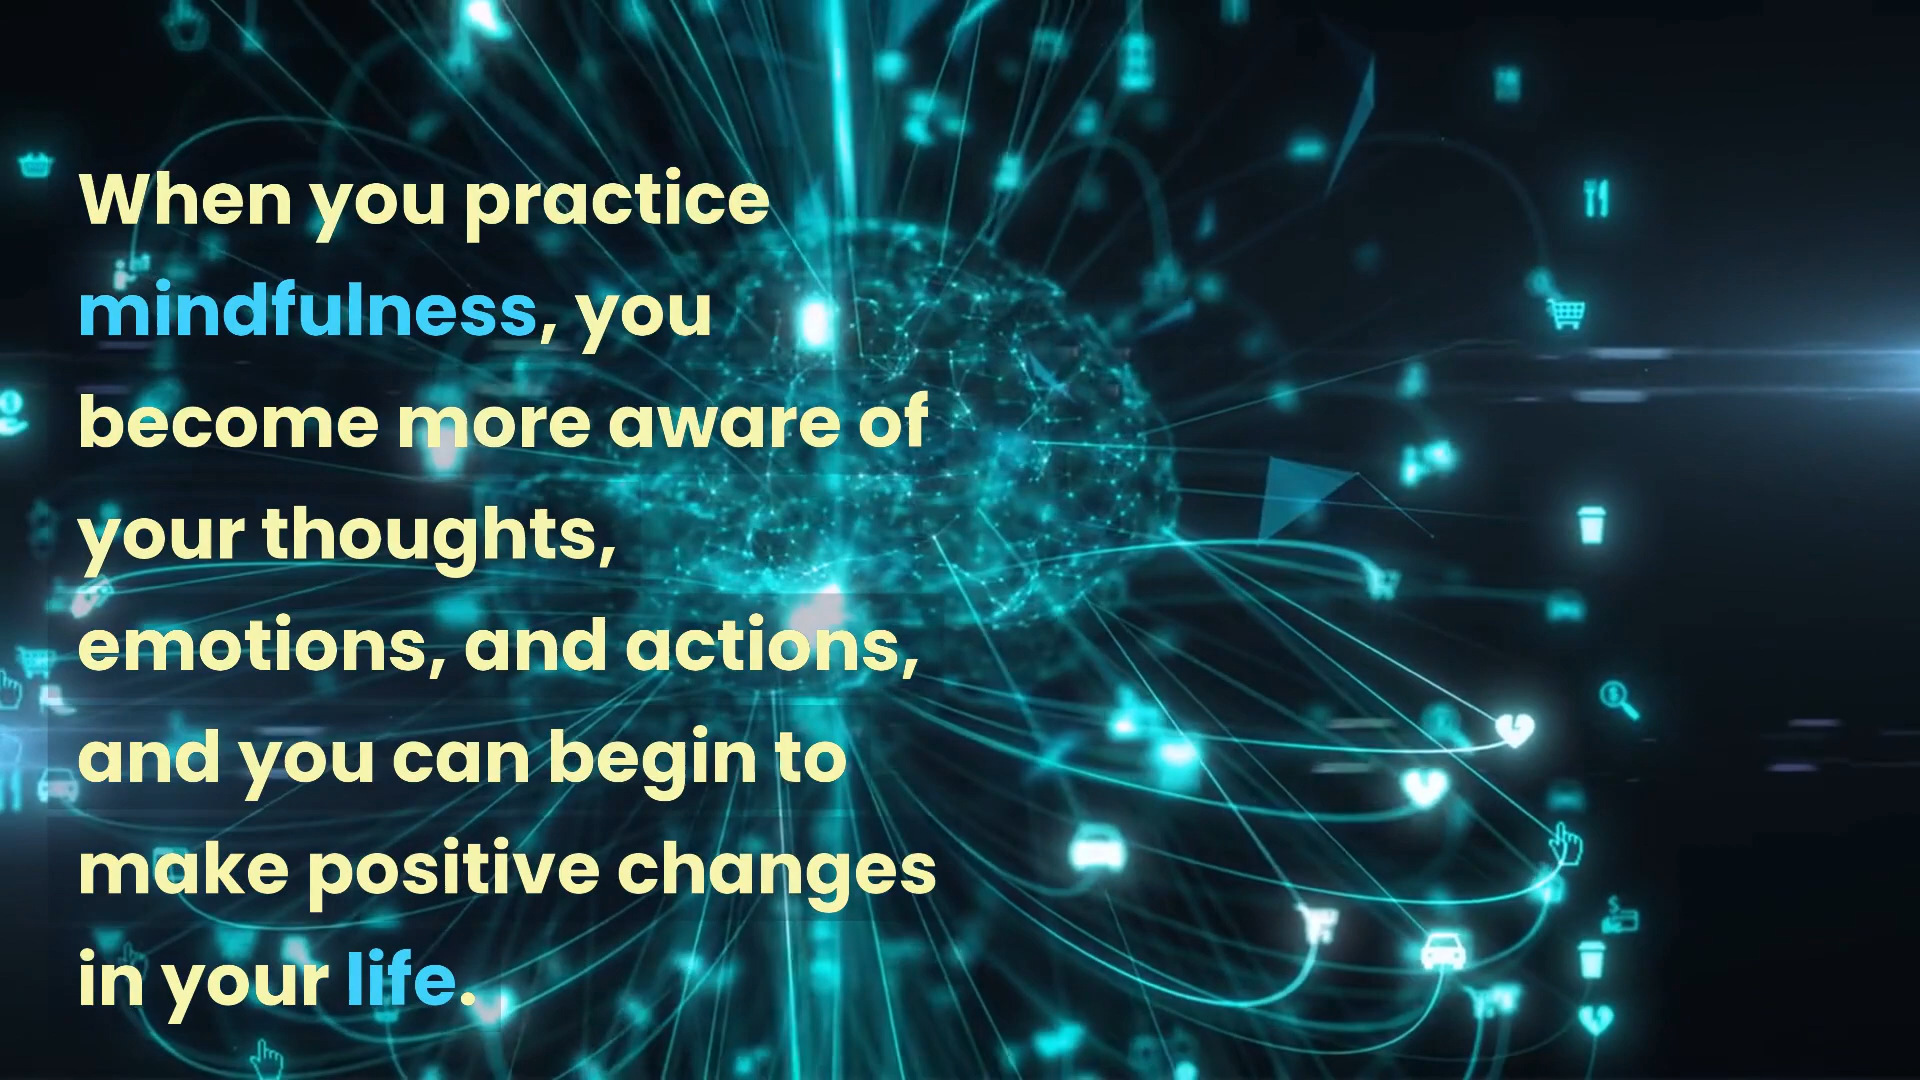 When you practice
mindfulness, you
become more aware of
your thoughts,
emotions, and actions,
and you can begin to
make positive changes
in your life.